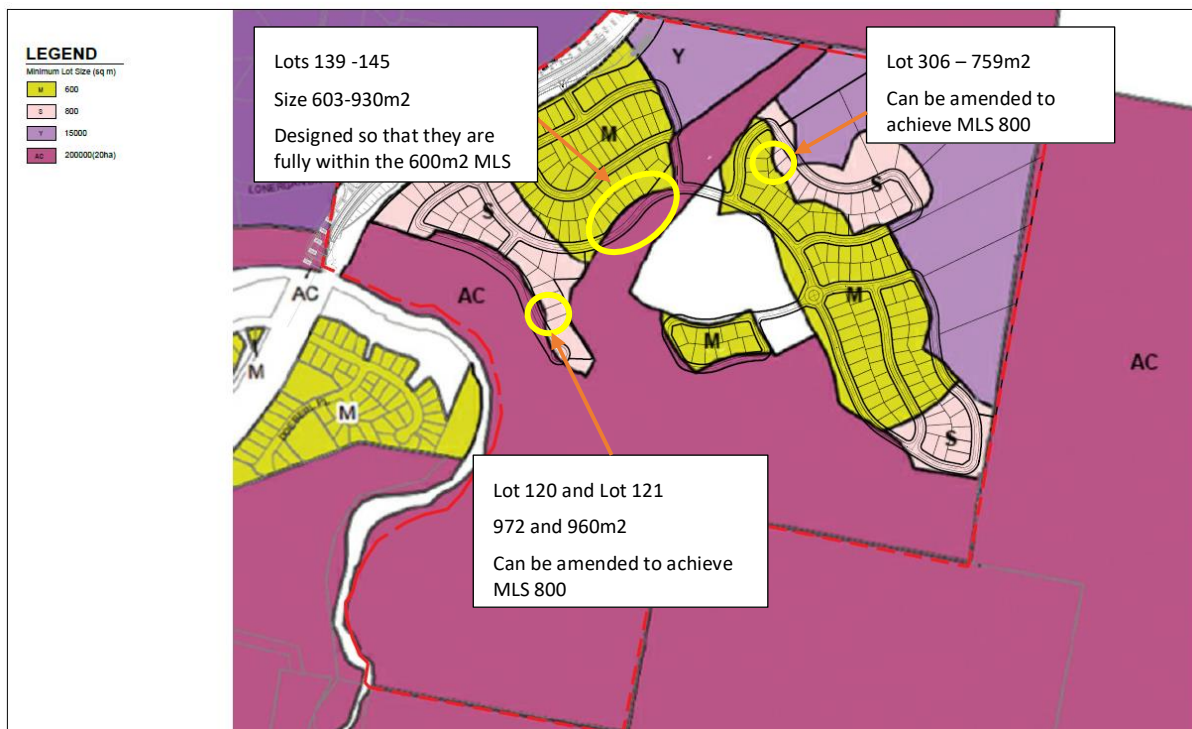 LEGEND
Minimum Lot Size (sq m)
M 600
S 800
Y 15000
AC 200000(20ha)
Lots 139 -145
Size 603-930m2
Designed so that they are
fully within the 600m2 MLS
Lot 306 – 759m2
Can be amended to
achieve MLS 800
Y
M
S
S
AC
AC
M
M
AC
M
M
S
Lot 120 and Lot 121
972 and 960m2
Can be amended to achieve
MLS 800